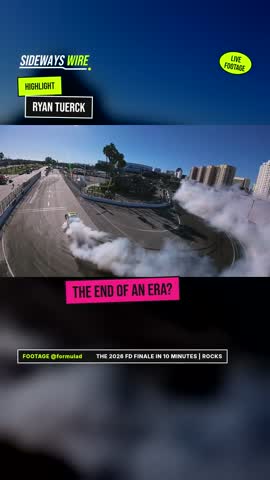 SIDEWAYS WIRE.
LIVE
FOOTAGE
HIGHLIGHT
RYAN TUERCK
THE END OF AN ERA?
FOOTAGE @formulad THE 2026 FD FINALE IN 10 MINUTES | ROCKS